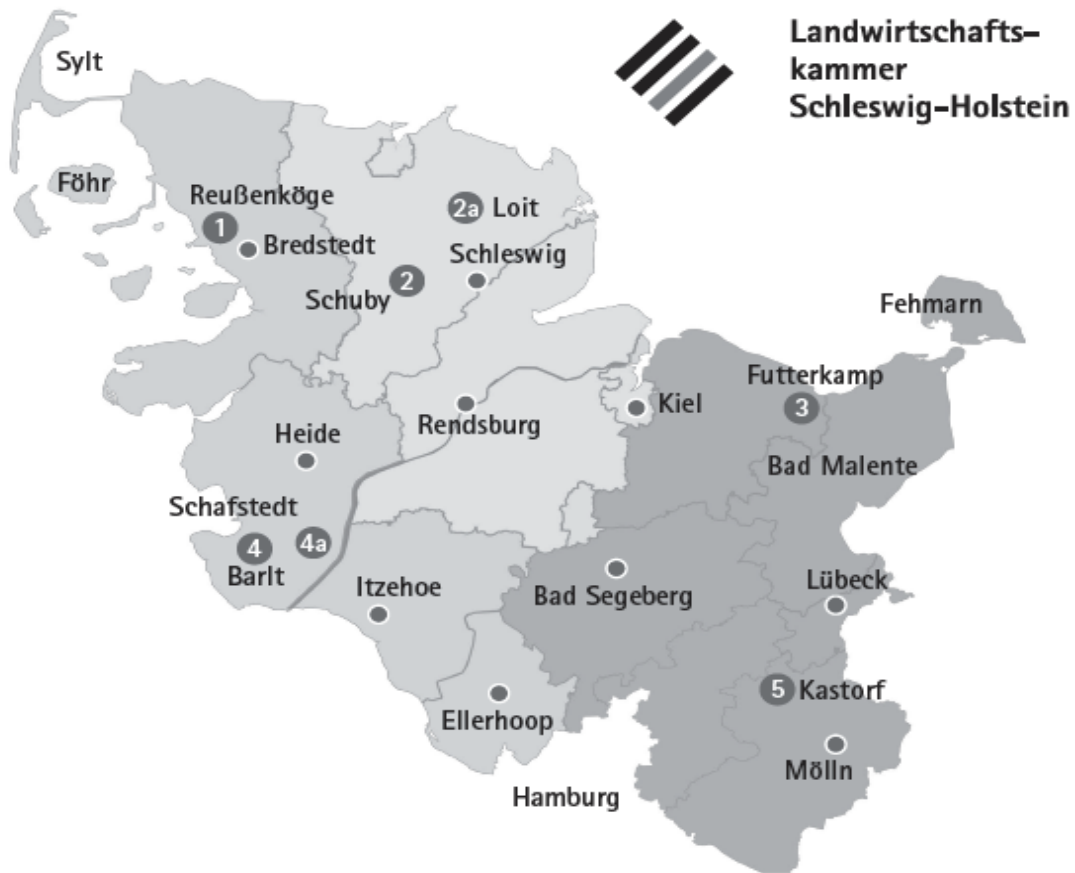 Landwirtschafts-
kammer
Schleswig-Holstein
Sylt
Föhr
Reußenköge
1
Bredstedt
2a Loit
Schleswig
2
Schuby
Fehmarn
Futterkamp
3
Kiel
Rendsburg
Heide
Bad Malente
Schafstedt
4 4a
Barlt
Itzehoe
Bad Segeberg
Lübeck
5 Kastorf
Ellerhoop
Mölln
Hamburg